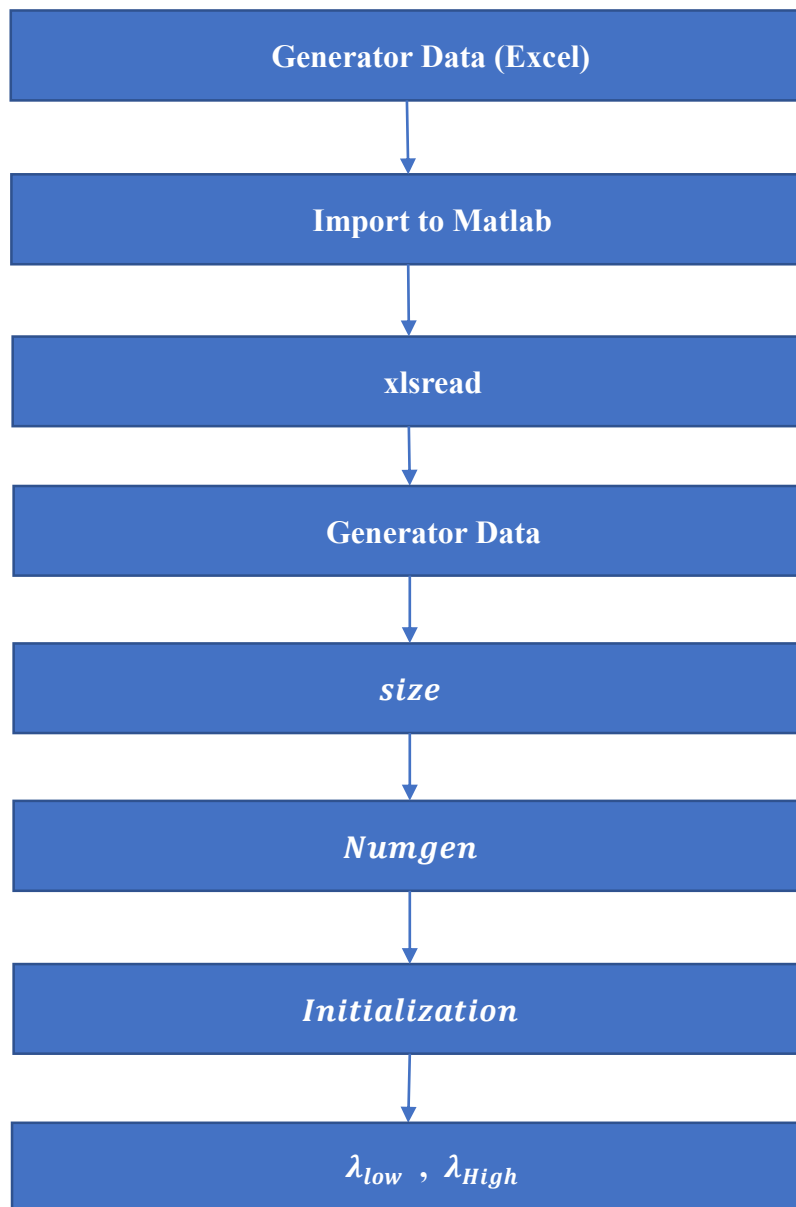 Generator Data (Excel)
Import to Matlab
xlsread
Generator Data
size
Numgen
Initialization
λlow , λHigh